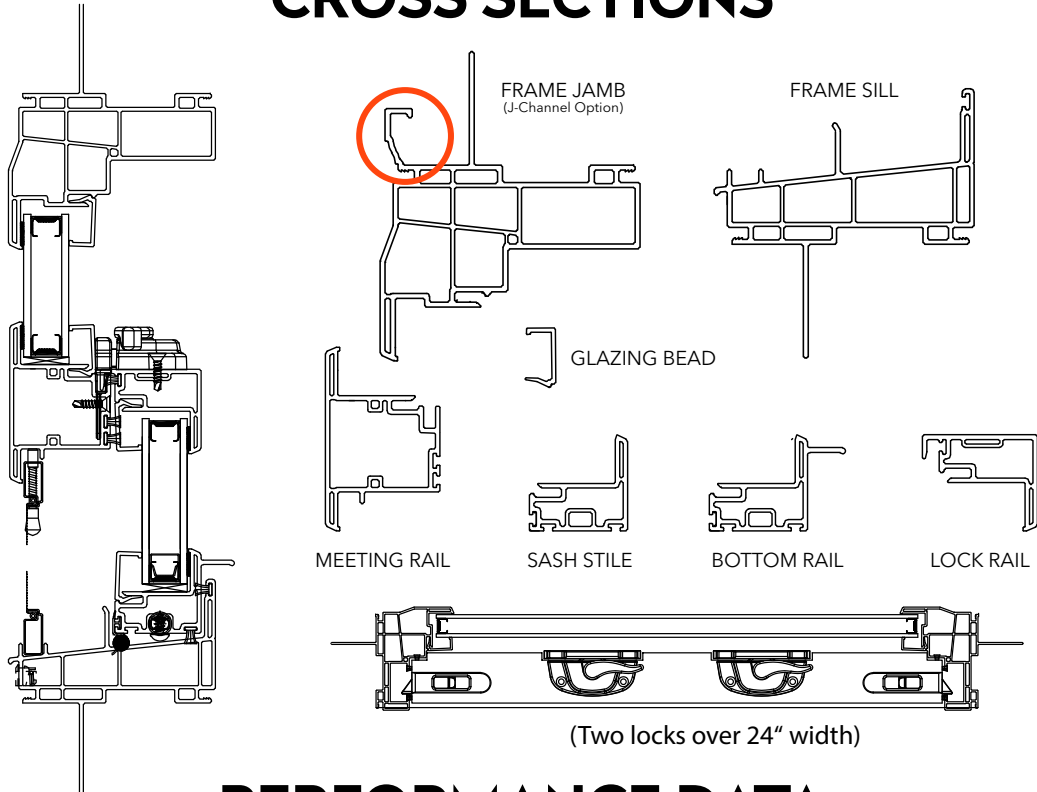 CROSS SECTIONS
FRAME JAMB
(J-Channel Option)
FRAME SILL
GLAZING BEAD
MEETING RAIL
SASH STILE
BOTTOM RAIL
LOCK RAIL
(Two locks over 24“ width)
PERFORMANCE DATA